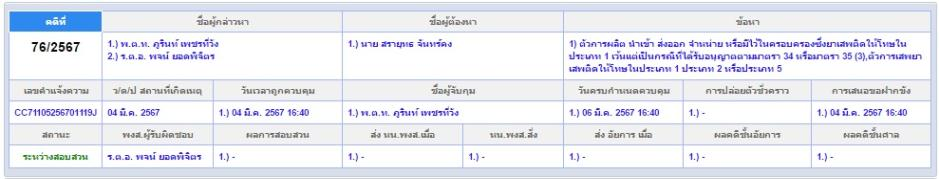 คดีที่ ชื่อผู้กล่าวหา ชื่อผู้ต้องหา ข้อหา
76/2567 1.) พ.ต.ท. ภูรินท์ เพชรที่วัง 1.) นาย สรายุทธ จันทร์คง 1) ตัวการผลิต นำเข้า ส่งออก จำหน่าย หรือมีไว้ในครอบครองซึ่งยาเสพติดให้โทษใน
2.) ร.ต.อ. พจน์ ยอดพิจิตร ประเภท 1 เว้นแต่เป็นกรณีที่ได้รับอนุญาตตามมาตรา 34 หรือมาตรา 35 (3),ตัวการเสพยา
เสพติดให้โทษในประเภท 1 ประเภท 2 หรือประเภท 5
เลขคำแจ้งความ ว/ด/ป สถานที่เกิดเหตุ วันเวลาถูกควบคุม ชื่อผู้จับกุม วันครบกำหนดควบคุม การปล่อยตัวชั่วคราว การเสนอขอฝากขัง
CC71105256701119J 04 มี.ค. 2567 1.) 04 มี.ค. 2567 16:40 1.) พ.ต.ท. ภูรินท์ เพชรที่วัง 1.) 06 มี.ค. 2567 16:40 1.) - 1.) 04 มี.ค. 2567 16:40
สถานะ พงส.ผู้รับผิดชอบ ผลการสอบสวน ส่ง หน.พงส.เมื่อ หน.พงส.สั่ง ส่ง อัยการ เมื่อ ผลคดีชั้นอัยการ ผลคดีชั้นศาล
ระหว่างสอบสวน ร.ต.อ. พจน์ ยอดพิจิตร 1.) - 1.) - 1.) - 1.) - 1.) - 1.) -